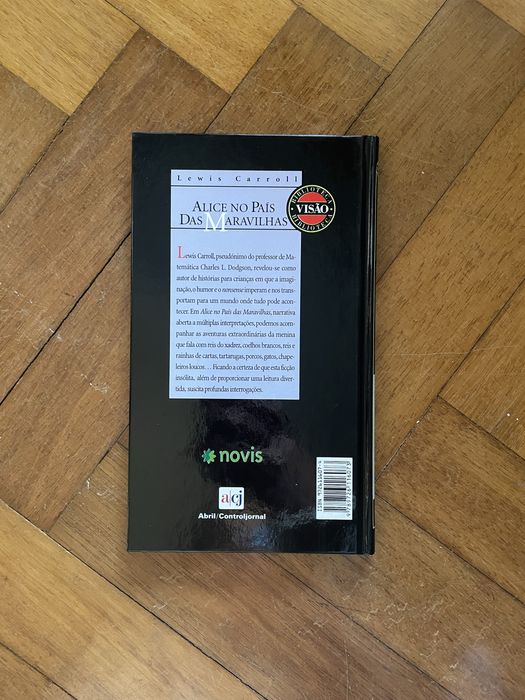 Lewis Carroll
ALICE NO PAÍS
DAS MARAVILHAS
BIBLIOTECA
VISÃO
BIBLIOTECA
Lewis Carroll, pseudónimo do professor de Ma-
temática Charles L. Dodgson, revelou-se como
autor de histórias para crianças em que a imagi-
nação, o humor e o nonsense imperam e nos trans-
portam para um mundo onde tudo pode acon-
tecer. Em Alice no País das Maravilhas, narrativa
aberta a múltiplas interpretações, podemos acom-
panhar as aventuras extraordinárias da menina
que fala com reis do xadrez, coelhos brancos, reis e
rainhas de cartas, tartarugas, porcos, gatos, chape-
leiros loucos… Ficando a certeza de que esta ficção
insólita, além de proporcionar uma leitura diver-
tida, suscita profundas interrogações.
novis
a/cj
Abril/Controljornal